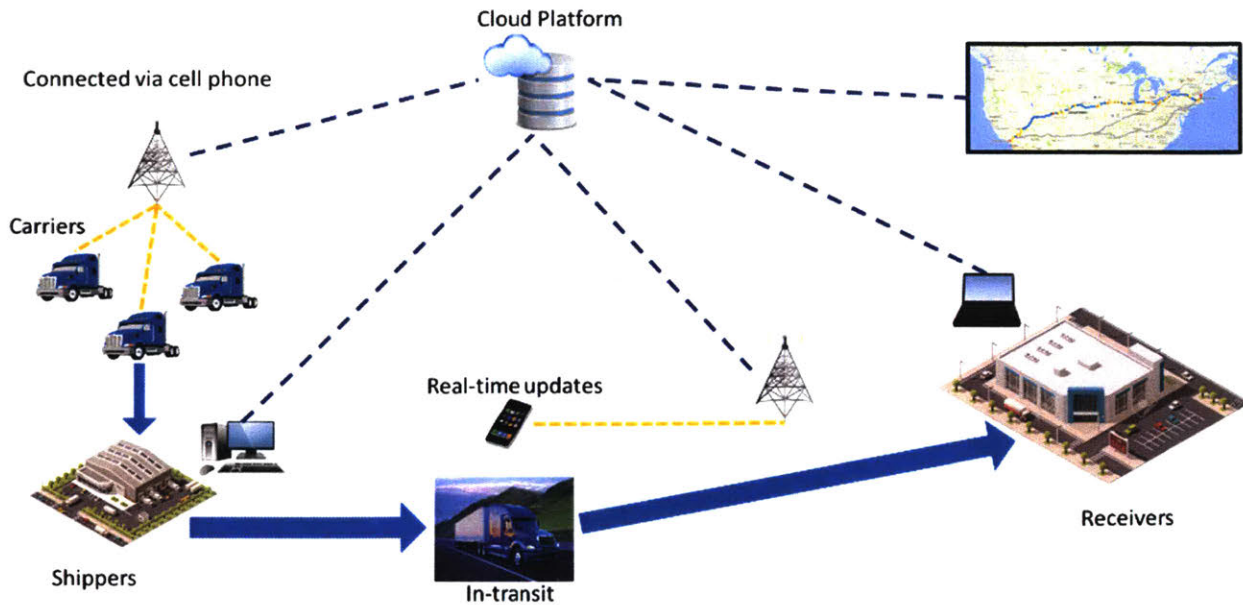 Cloud Platform
Connected via cell phone
Carriers
Real-time updates
Receivers
Shippers
In-transit